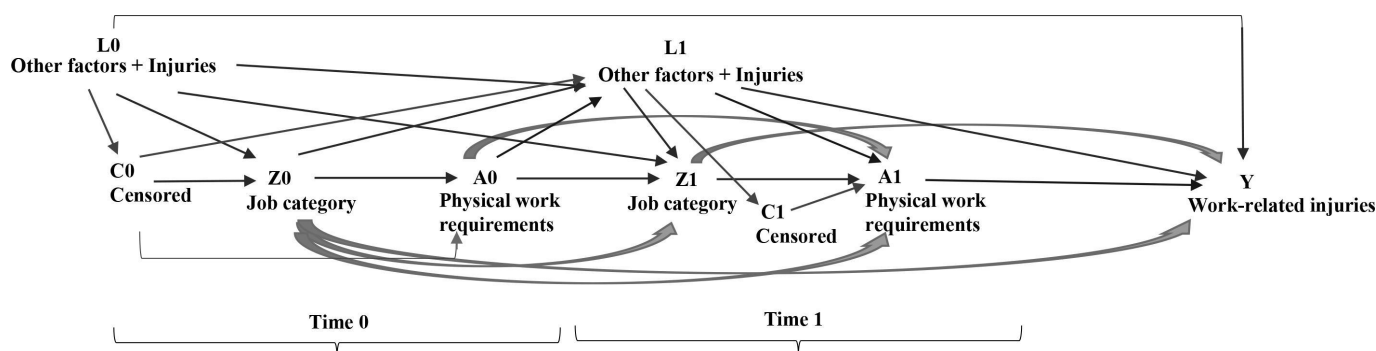 L0
Other factors + Injuries
L1
Other factors + Injuries
C0
Censored
Z0
Job category
A0
Physical work
requirements
Z1
Job category
C1
Censored
A1
Physical work
requirements
Y
Work-related injuries
Time 0
Time 1